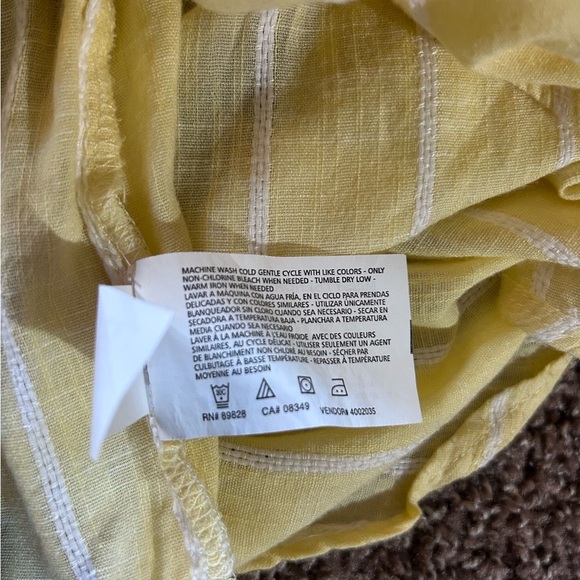 MACHINE WASH COLD GENTLE CYCLE WITH LIKE COLORS - ONLY
NON-CHLORINE BLEACH WHEN NEEDED - TUMBLE DRY LOW -
WARM IRON WHEN NEEDED
LAVAR A MÁQUINA CON AGUA FRÍA, EN EL CICLO PARA PRENDAS
DELICADAS Y CON COLORES SIMILARES - UTILIZAR
BLANQUEADOR SIN CLORO CUANDO SEA NECESARIO - SECAR EN
SECADORA A TEMPERATURA BAJA - PLANCHAR A TEMPERATURA
MEDIA CUANDO SEA NECESARIO
LAVER À LA MACHINE À L'EAU FROIDE AVEC DES COULEURS
SIMILAIRES, AU CYCLE DÉLICAT - UTILISER SEULEMENT UN AGENT
DE BLANCHIMENT NON CHLORÉ AU BESOIN - SÉCHER PAR
CULBUTAGE À BASSE TEMPÉRATURE - REPASSER À TEMPÉRATURE
MOYENNE AU BESOIN
RN# 69828 CA# 08349 VENDOR# 4002035